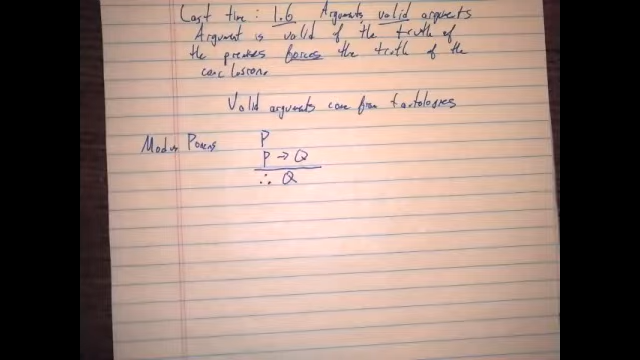 Last time: 1.6 Arguments, valid arguments
Argument is valid if the truth of
the premises forces the truth of the
conclusion.
Valid arguments come from tautologies
Modus Ponens P
P → Q
∴ Q